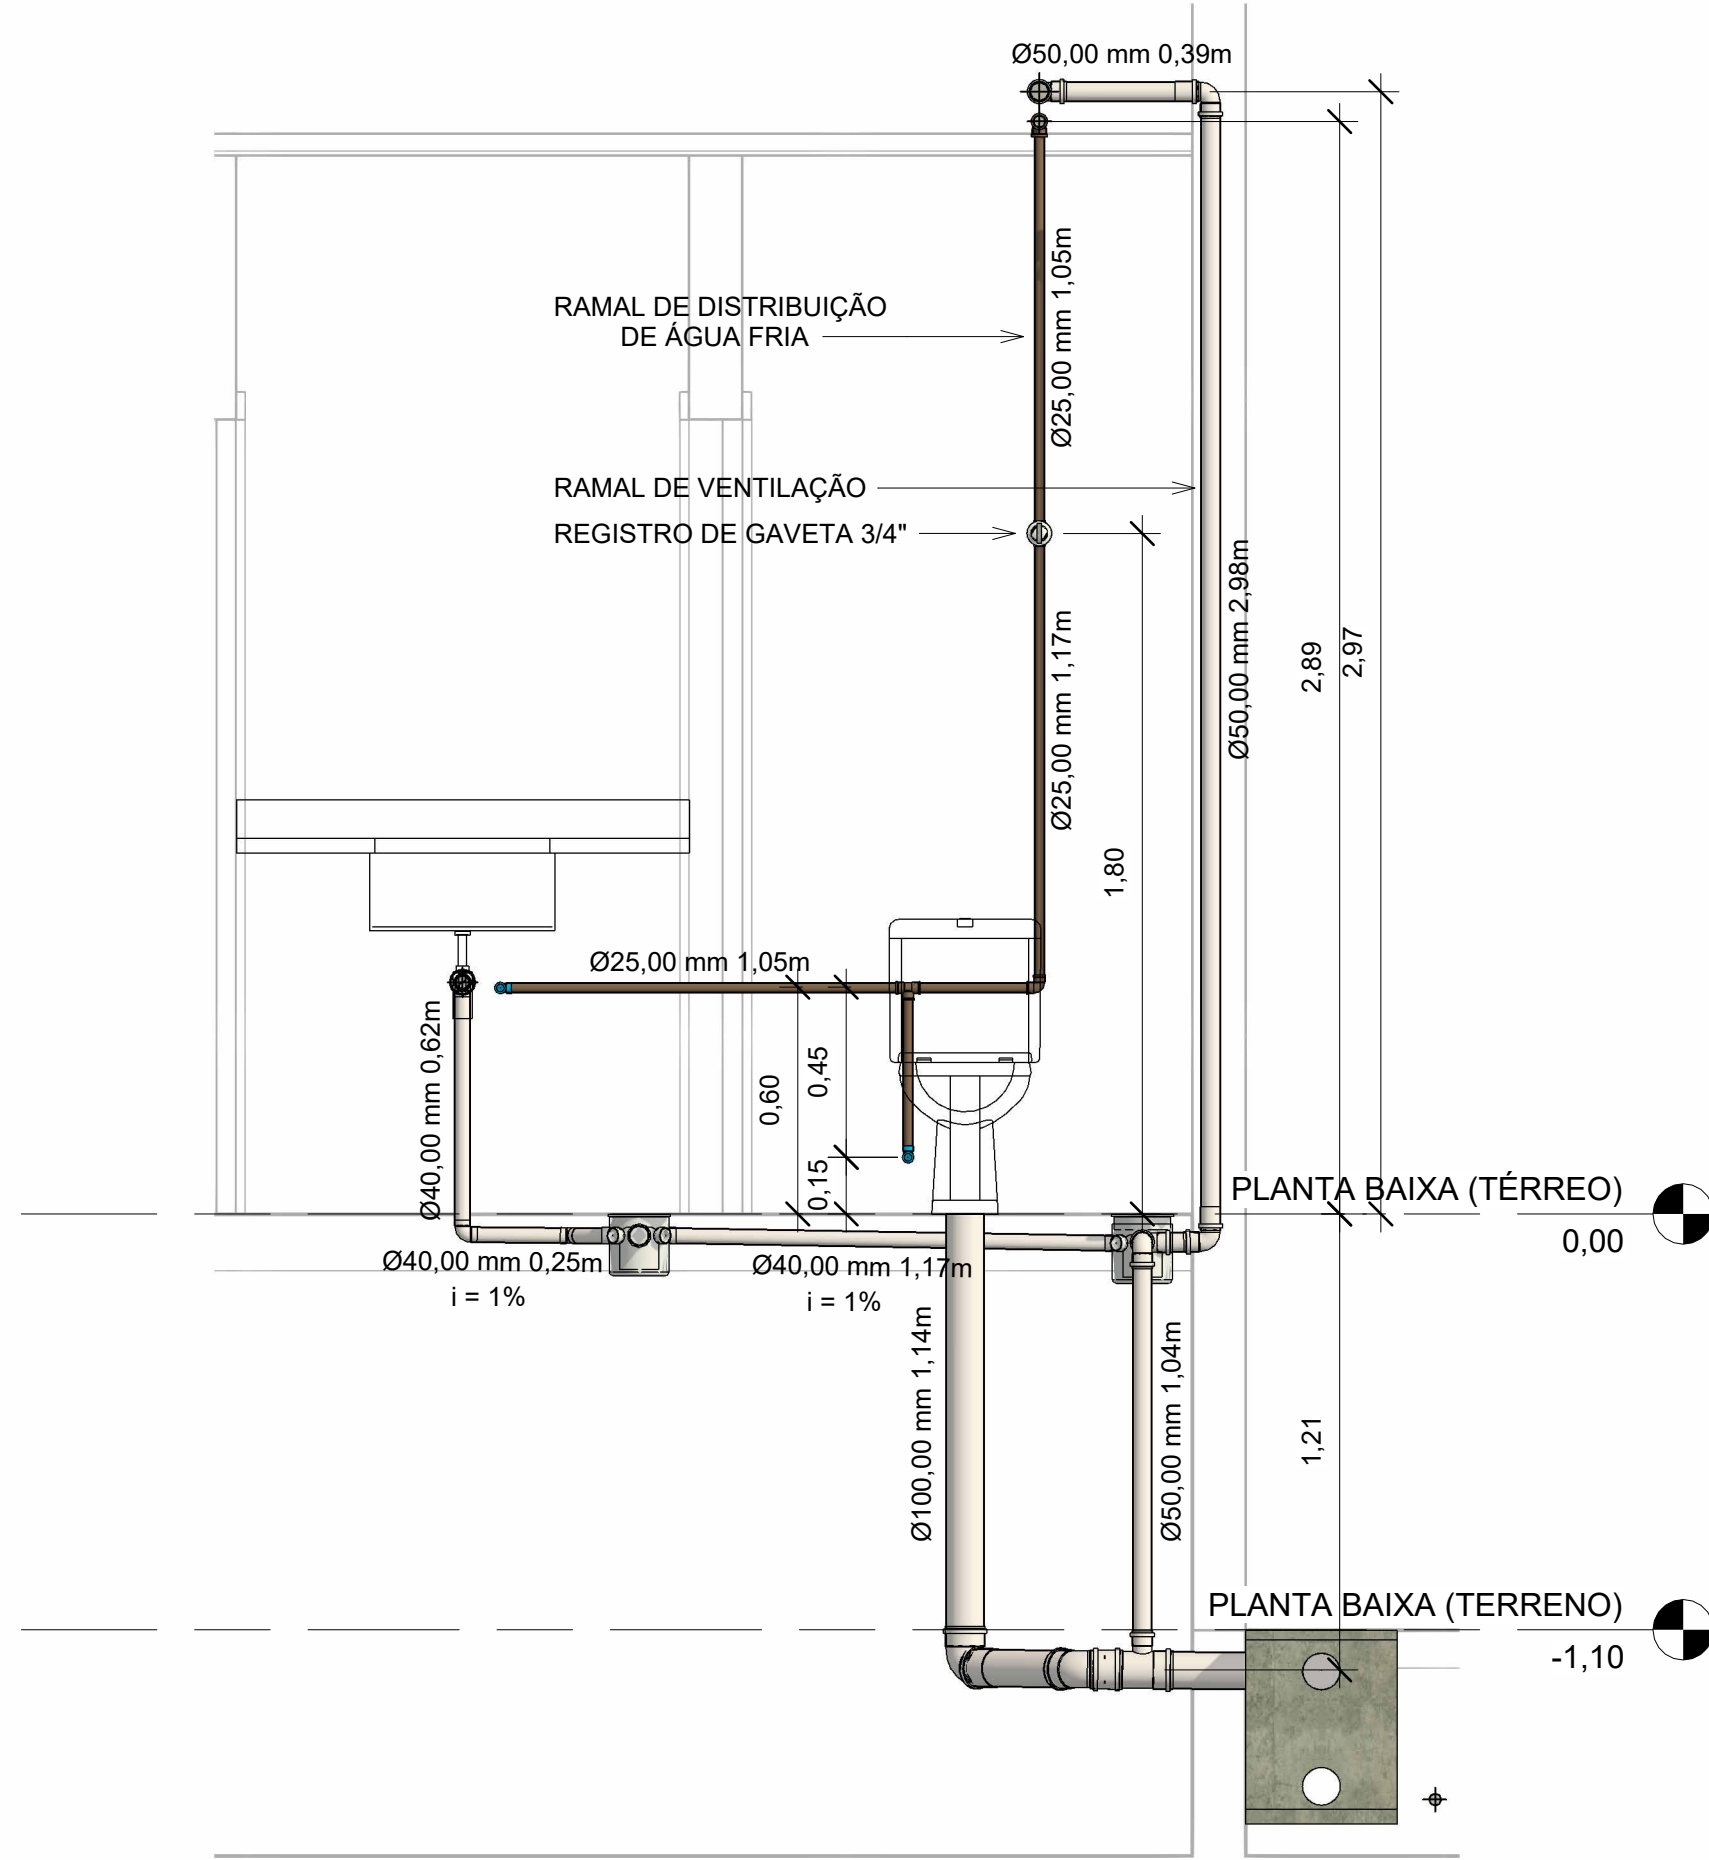 Ø50,00 mm 0,39m
RAMAL DE DISTRIBUIÇÃO
DE ÁGUA FRIA
Ø25,00 mm 1,05m
RAMAL DE VENTILAÇÃO
REGISTRO DE GAVETA 3/4"
Ø50,00 mm 2,98m
Ø25,00 mm 1,17m
2,89
2,97
1,80
Ø25,00 mm 1,05m
Ø40,00 mm 0,62m
0,60
0,45
0,15
PLANTA BAIXA (TÉRREO)
0,00
Ø40,00 mm 0,25m
i = 1%
Ø40,00 mm 1,17m
i = 1%
Ø100,00 mm 1,14m
Ø50,00 mm 1,04m
1,21
PLANTA BAIXA (TERRENO)
-1,10